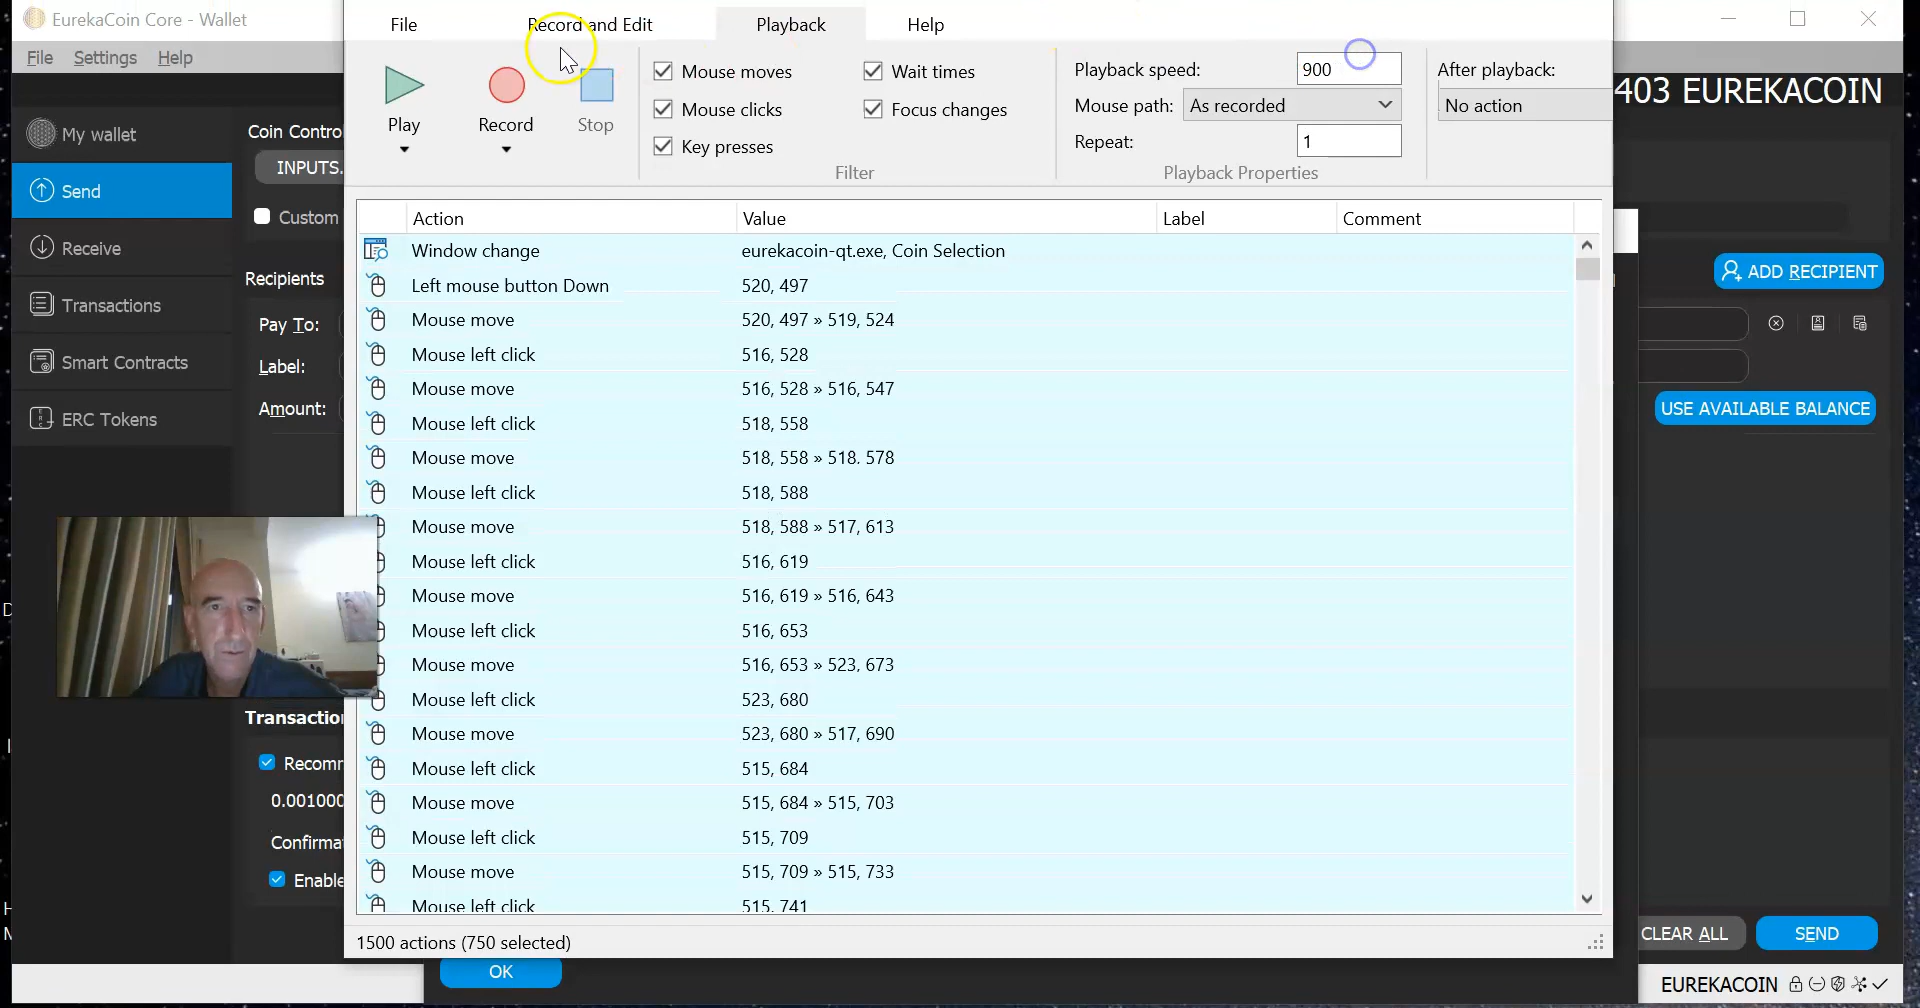 EurekaCoin Core - Wallet
File Settings Help
My wallet
Send
Receive
Transactions
Smart Contracts
ERC Tokens
Coin Contro
INPUTS.
Custom
Recipients
Pay To:
Label:
Amount:
Transaction
Recomm
0.001000
Confirmat
Enable
File Record and Edit Playback Help
Play
Record
Stop
Mouse moves
Mouse clicks
Key presses
Wait times
Focus changes
Filter
Playback speed: 900
Mouse path: As recorded
Repeat: 1
Playback Properties
After playback:
No action
Action Value Label Comment
Window change eurekacoin-qt.exe, Coin Selection
Left mouse button Down 520, 497
Mouse move 520, 497 » 519, 524
Mouse left click 516, 528
Mouse move 516, 528 » 516, 547
Mouse left click 518, 558
Mouse move 518, 558 » 518. 578
Mouse left click 518, 588
Mouse move 518, 588 » 517, 613
Mouse left click 516, 619
Mouse move 516, 619 » 516, 643
Mouse left click 516, 653
Mouse move 516, 653 » 523, 673
Mouse left click 523, 680
Mouse move 523, 680 » 517, 690
Mouse left click 515, 684
Mouse move 515, 684 » 515, 703
Mouse left click 515, 709
Mouse move 515, 709 » 515, 733
Mouse left click 515, 741
1500 actions (750 selected)
OK
403 EUREKACOIN
ADD RECIPIENT
USE AVAILABLE BALANCE
CLEAR ALL
SEND
EUREKACOIN